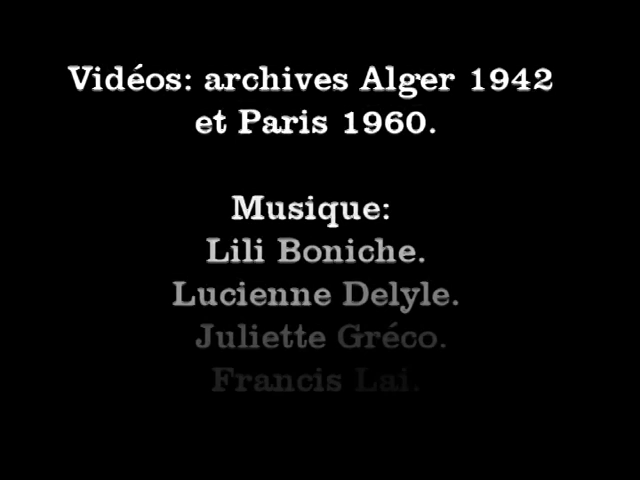 Vidéos: archives Alger 1942
et Paris 1960.
Musique:
Lili Boniche.
Lucienne Delyle.
Juliette Gréco.
Francis Lai.